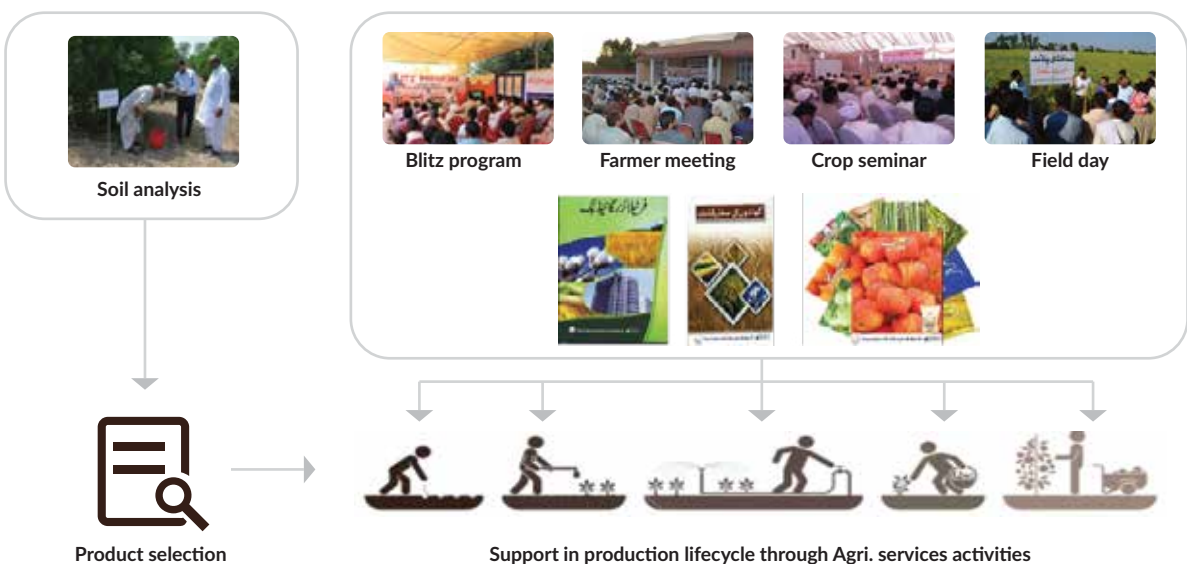 Soil analysis
Blitz program
Farmer meeting
Crop seminar
Field day
Product selection
Support in production lifecycle through Agri. services activities